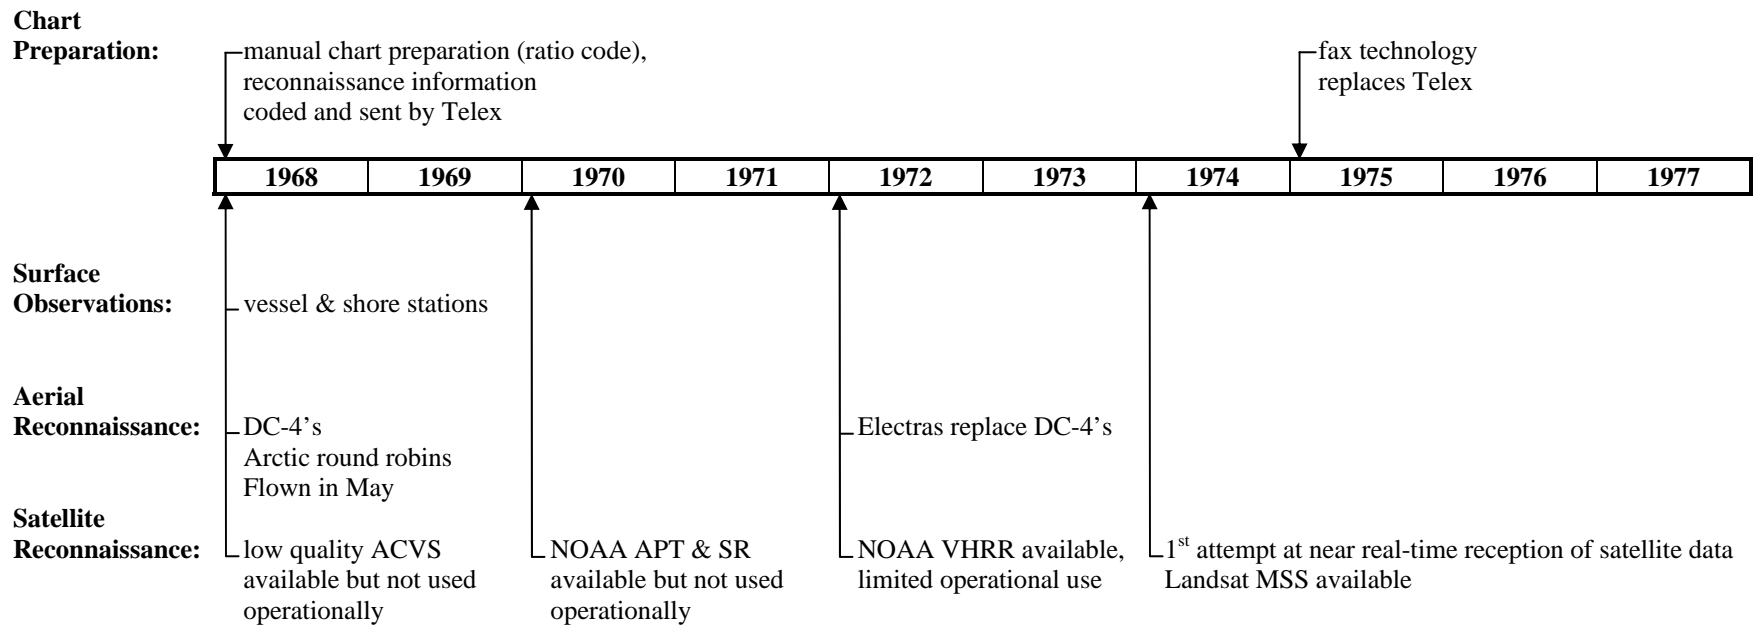 Chart
Preparation:
manual chart preparation (ratio code),
reconnaissance information
coded and sent by Telex
fax technology
replaces Telex
1968 1969 1970 1971 1972 1973 1974 1975 1976 1977
Surface
Observations:
vessel & shore stations
Aerial
Reconnaissance:
DC-4’s
Arctic round robins
Flown in May
Electras replace DC-4’s
Satellite
Reconnaissance:
low quality ACVS
available but not used
operationally
NOAA APT & SR
available but not used
operationally
NOAA VHRR available,
limited operational use
1st attempt at near real-time reception of satellite data
Landsat MSS available